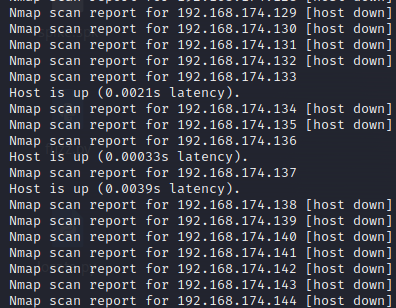 Nmap scan report for 192.168.174.129 [host down]
Nmap scan report for 192.168.174.130 [host down]
Nmap scan report for 192.168.174.131 [host down]
Nmap scan report for 192.168.174.132 [host down]
Nmap scan report for 192.168.174.133
Host is up (0.0021s latency).
Nmap scan report for 192.168.174.134 [host down]
Nmap scan report for 192.168.174.135 [host down]
Nmap scan report for 192.168.174.136
Host is up (0.00033s latency).
Nmap scan report for 192.168.174.137
Host is up (0.0039s latency).
Nmap scan report for 192.168.174.138 [host down]
Nmap scan report for 192.168.174.139 [host down]
Nmap scan report for 192.168.174.140 [host down]
Nmap scan report for 192.168.174.141 [host down]
Nmap scan report for 192.168.174.142 [host down]
Nmap scan report for 192.168.174.143 [host down]
Nmap scan report for 192.168.174.144 [host down]